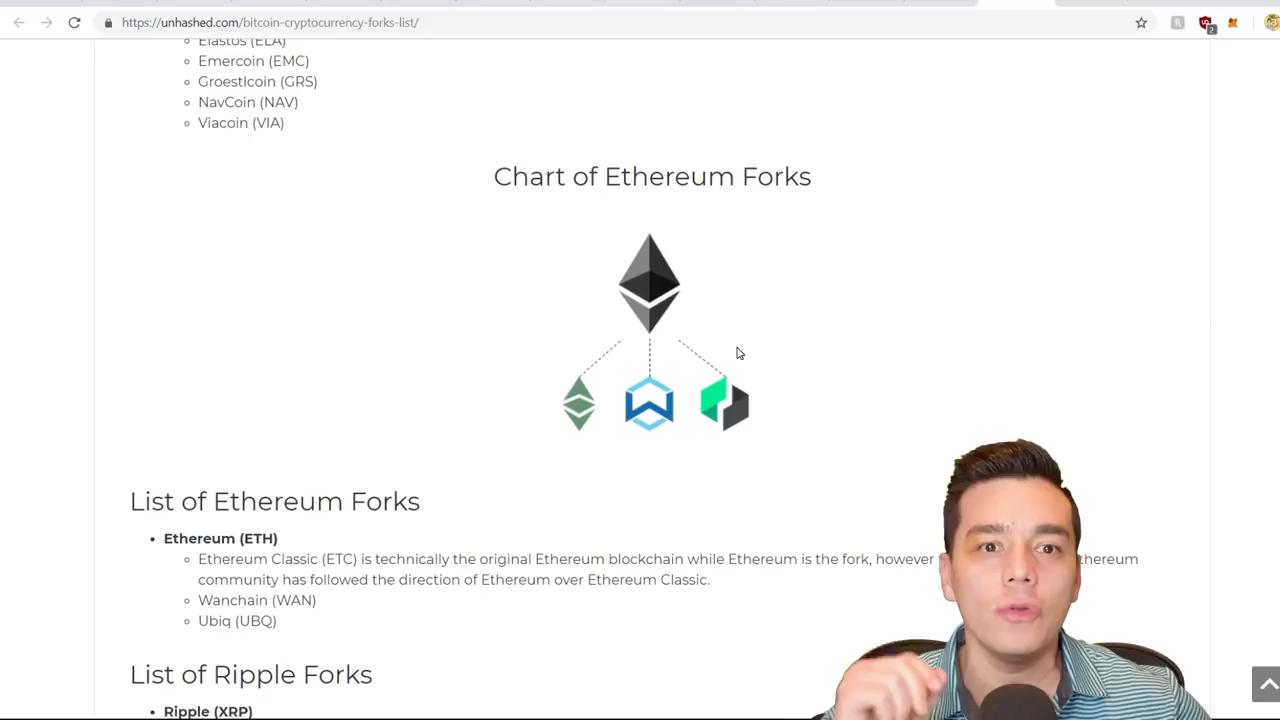 https://unhashed.com/bitcoin-cryptocurrency-forks-list/
2
Elastos (ELA)
Emercoin (EMC)
Groestlcoin (GRS)
NavCoin (NAV)
Viacoin (VIA)
Chart of Ethereum Forks
List of Ethereum Forks
Ethereum (ETH)
Ethereum Classic (ETC) is technically the original Ethereum blockchain while Ethereum is the fork, however
community has followed the direction of Ethereum over Ethereum Classic.
Wanchain (WAN)
Ubiq (UBQ)
List of Ripple Forks
Ripple (XRP)